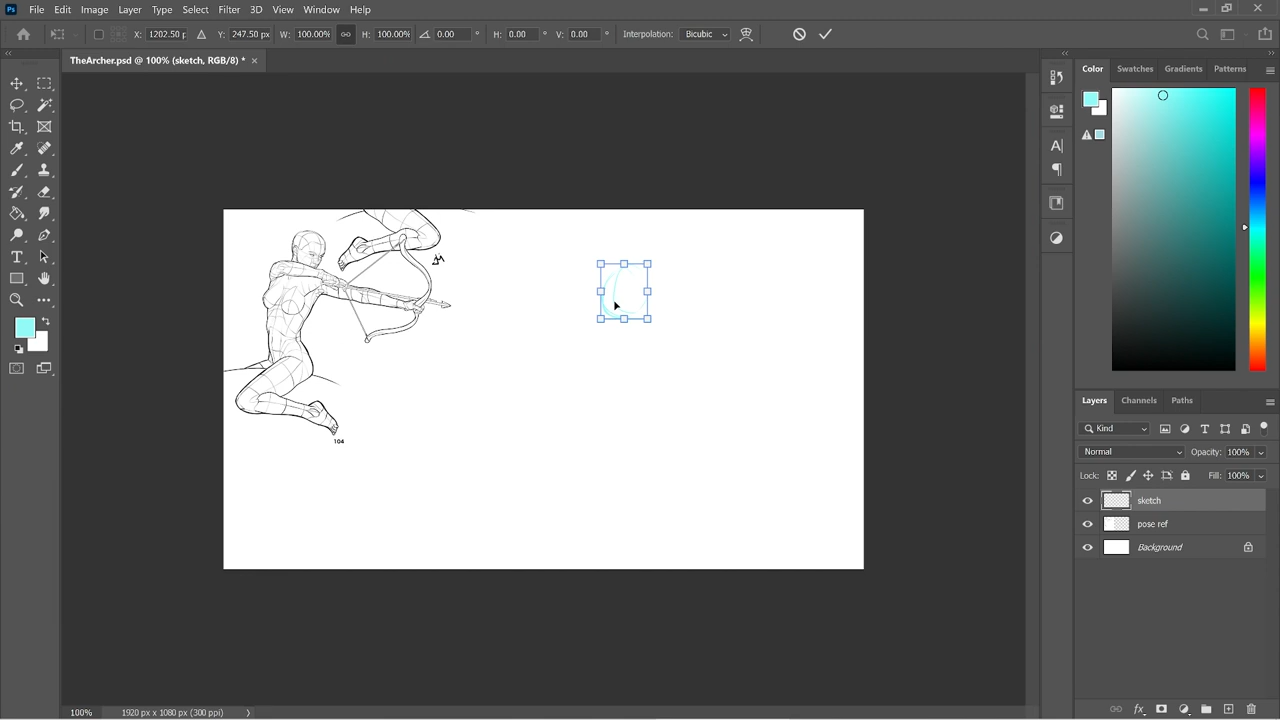 Ps File Edit Image Layer Type Select Filter 3D View Window Help
X: 1202.50 p Y: 247.50 px W: 100.00% H: 100.00% 0.00 ° H: 0.00 ° V: 0.00 ° Interpolation: Bicubic
TheArcher.psd @ 100% (sketch, RGB/8) *
Color Swatches Gradients Patterns
104
Layers Channels Paths
Kind
Normal Opacity: 100%
Lock: Fill: 100%
sketch
pose ref
Background
100% 1920 px x 1080 px (300 ppi)